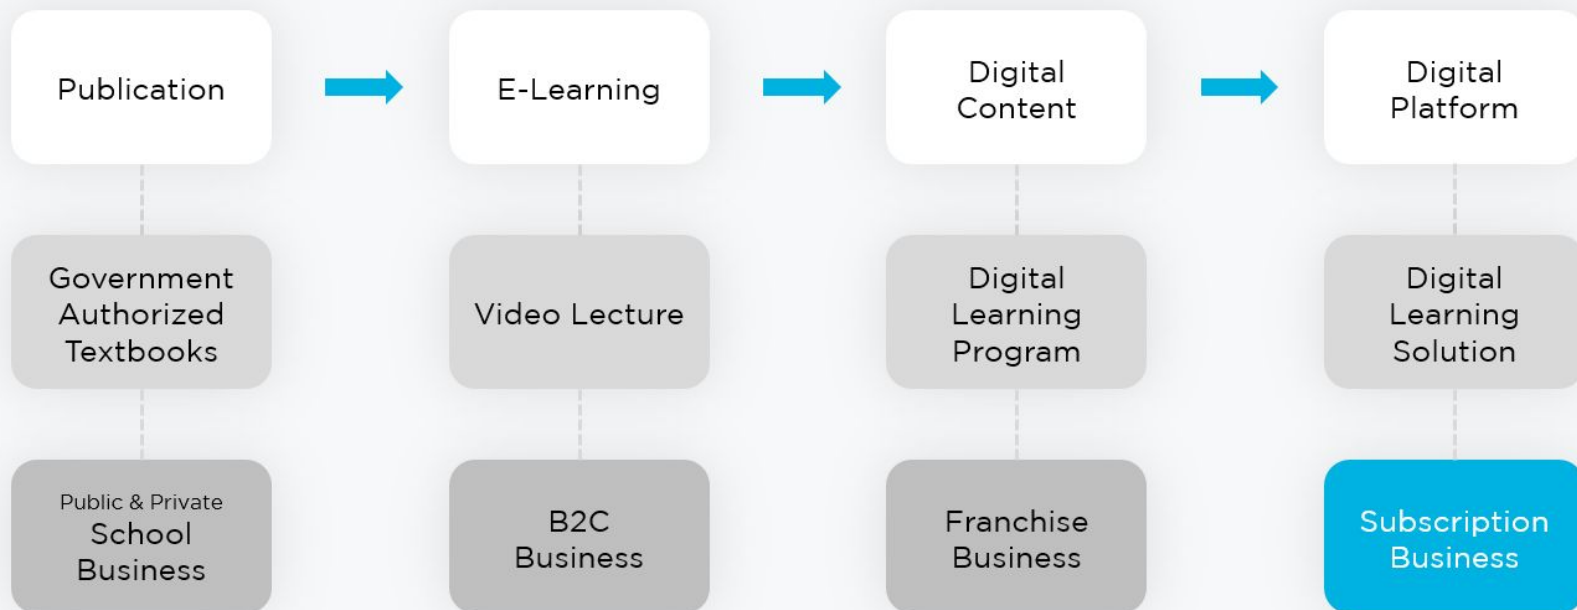 Publication
E-Learning
Digital
Content
Digital
Platform
Government
Authorized
Textbooks
Video Lecture
Digital
Learning
Program
Digital
Learning
Solution
Public & Private
School
Business
B2C
Business
Franchise
Business
Subscription
Business